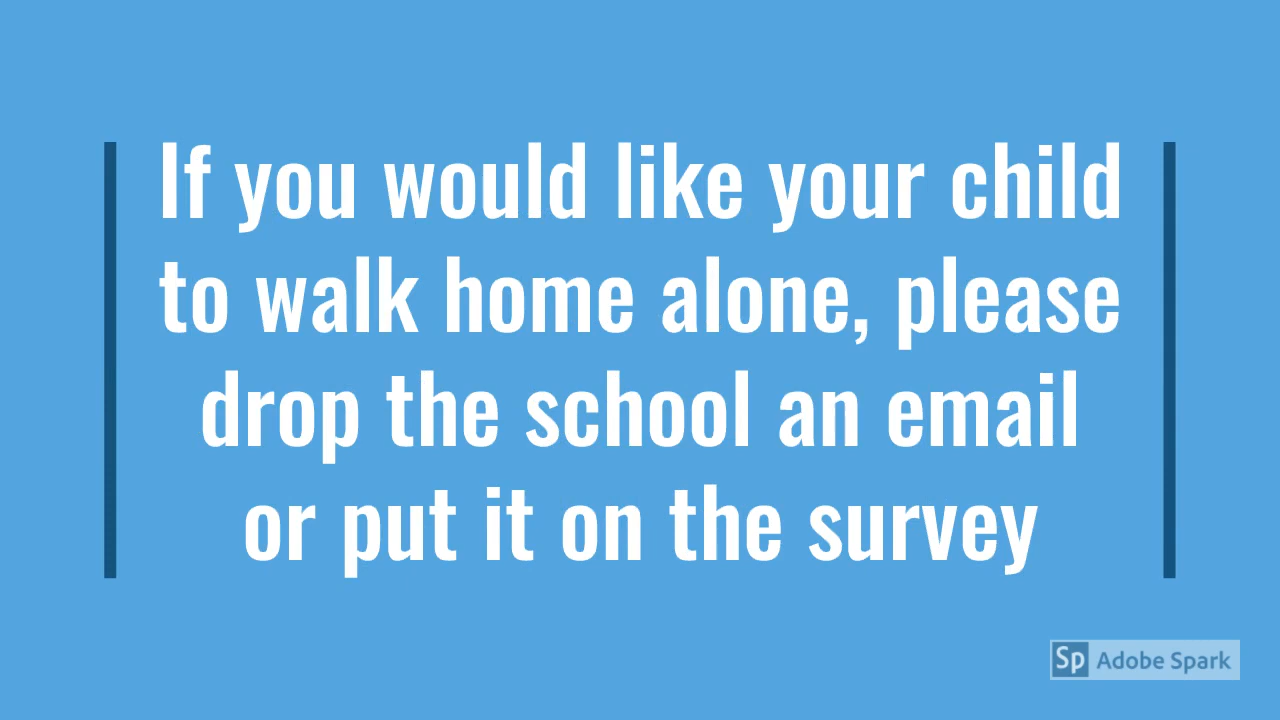 If you would like your child
to walk home alone, please
drop the school an email
or put it on the survey
Sp Adobe Spark